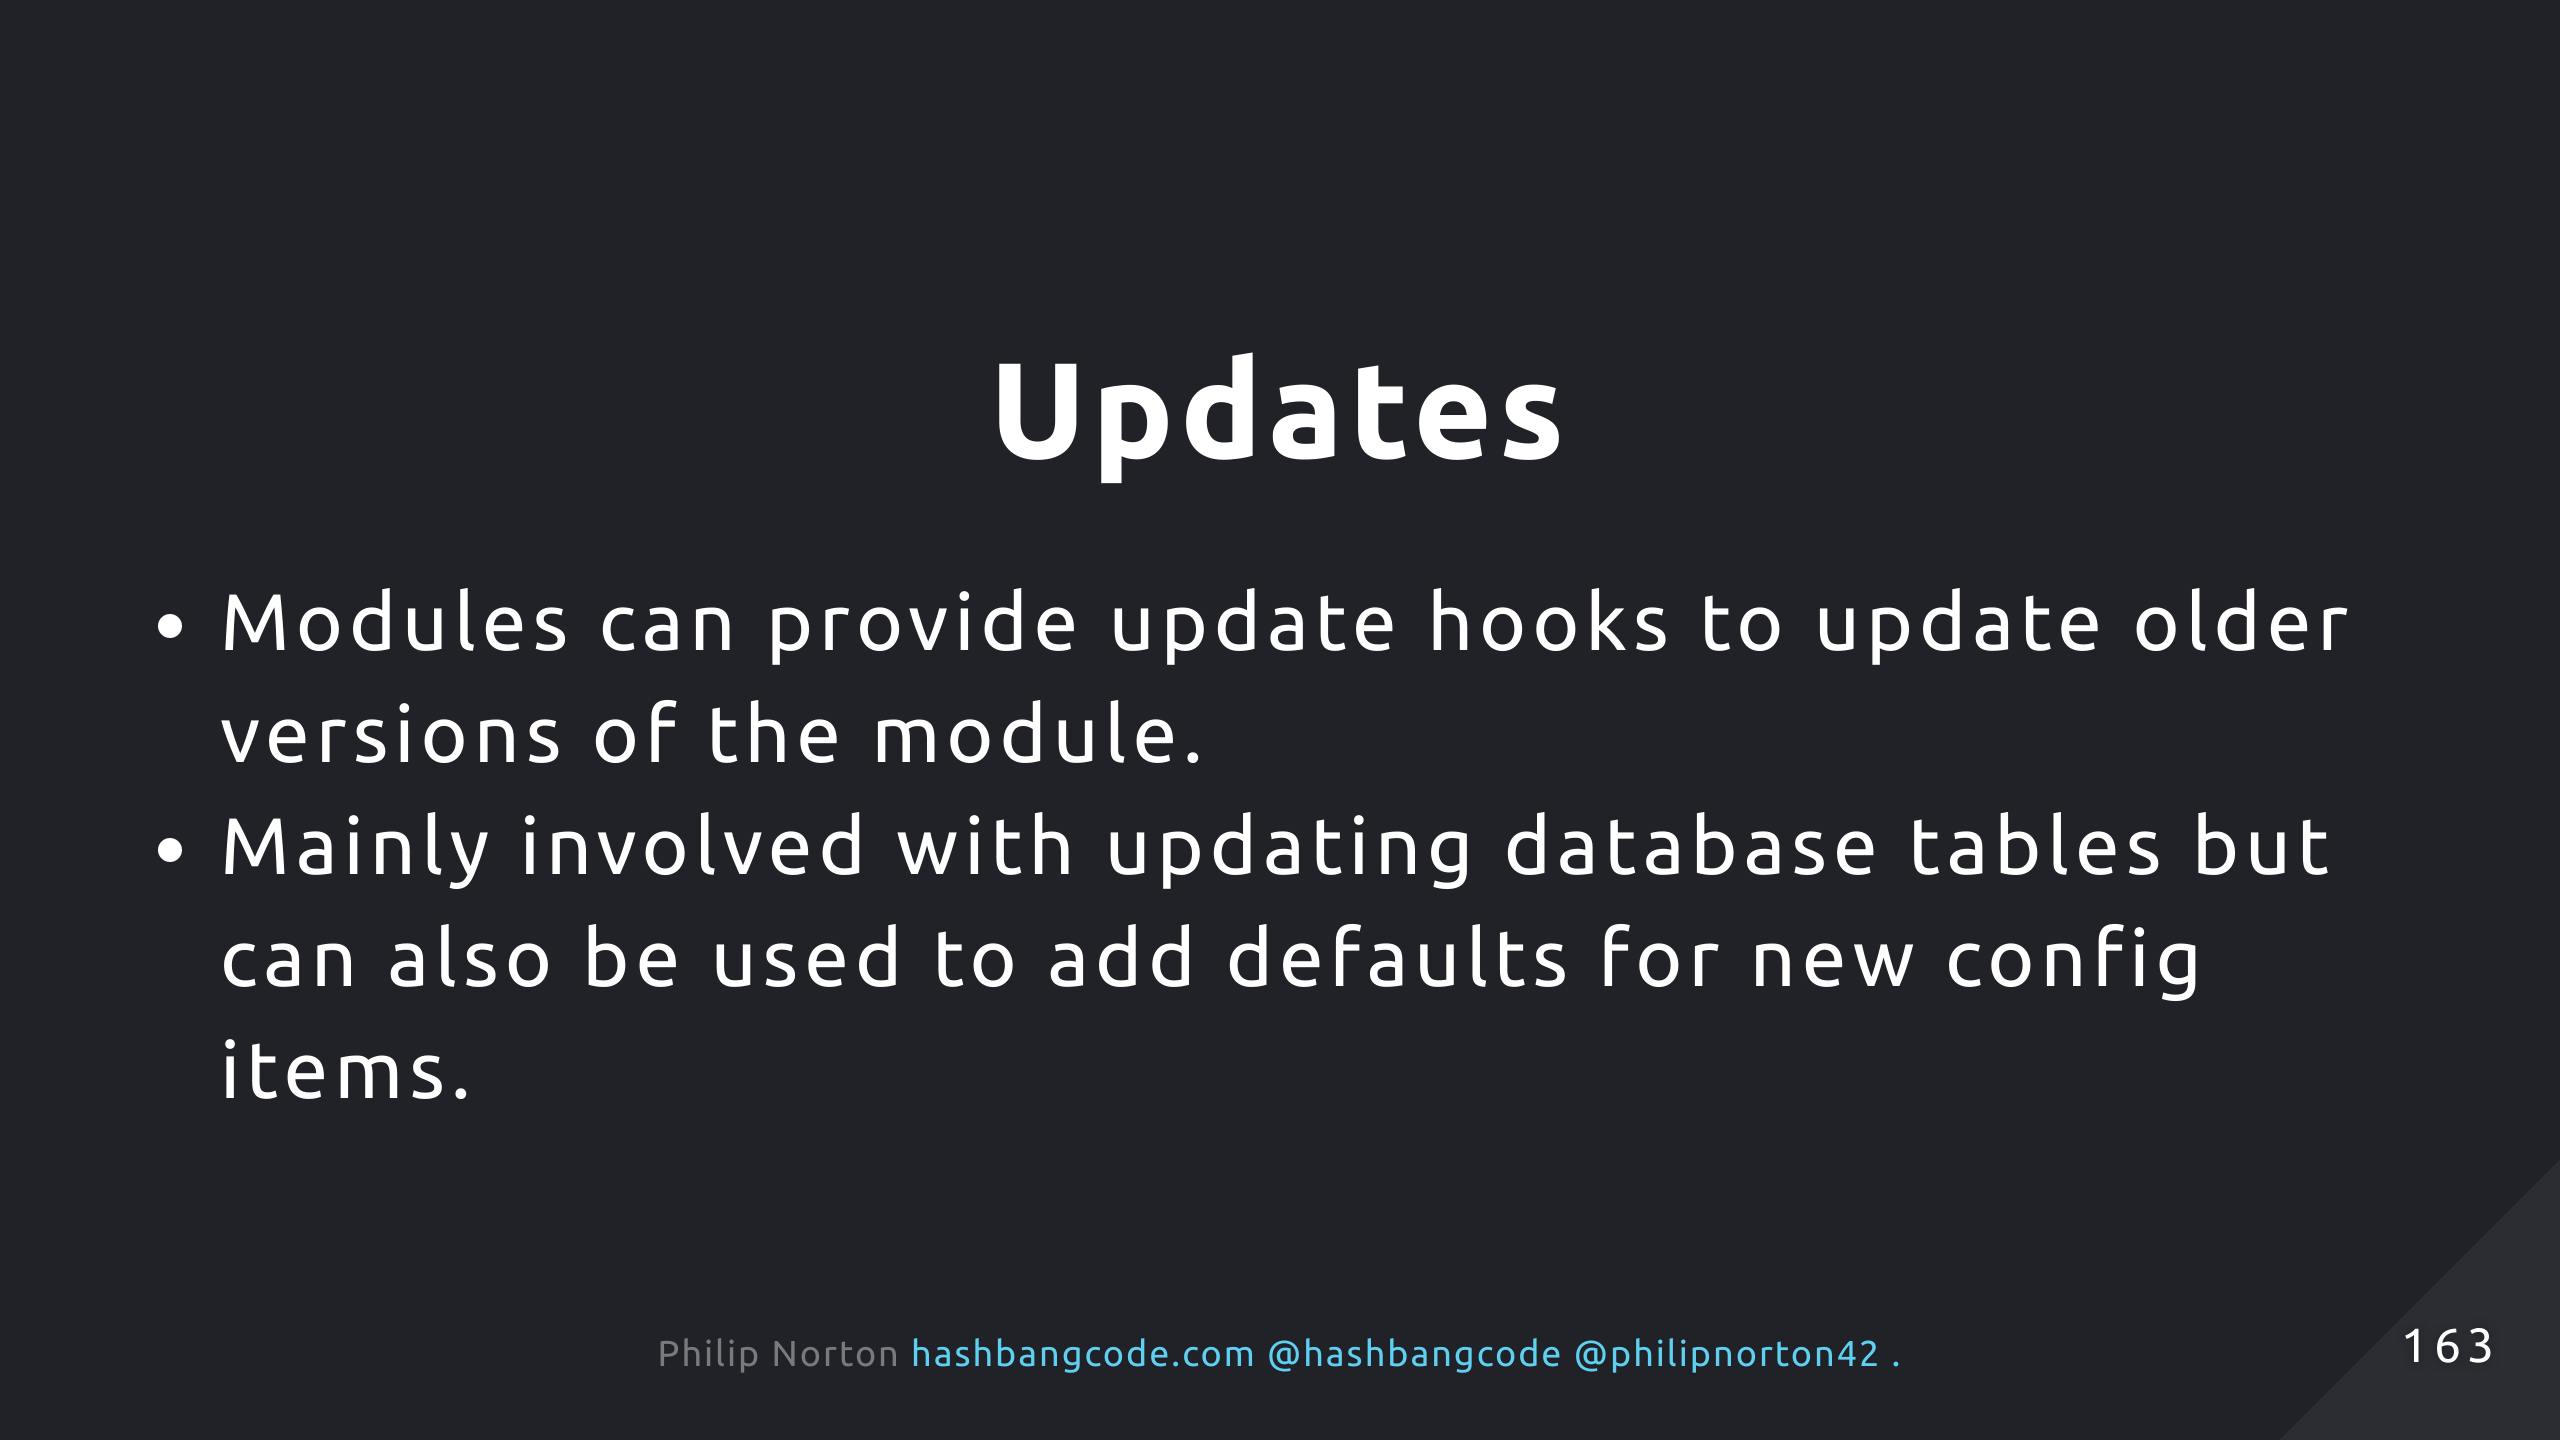 Updates
• Modules can provide update hooks to update older
versions of the module.
• Mainly involved with updating database tables but
can also be used to add defaults for new config
items.
Philip Norton hashbangcode.com @hashbangcode @philipnorton42 .
163